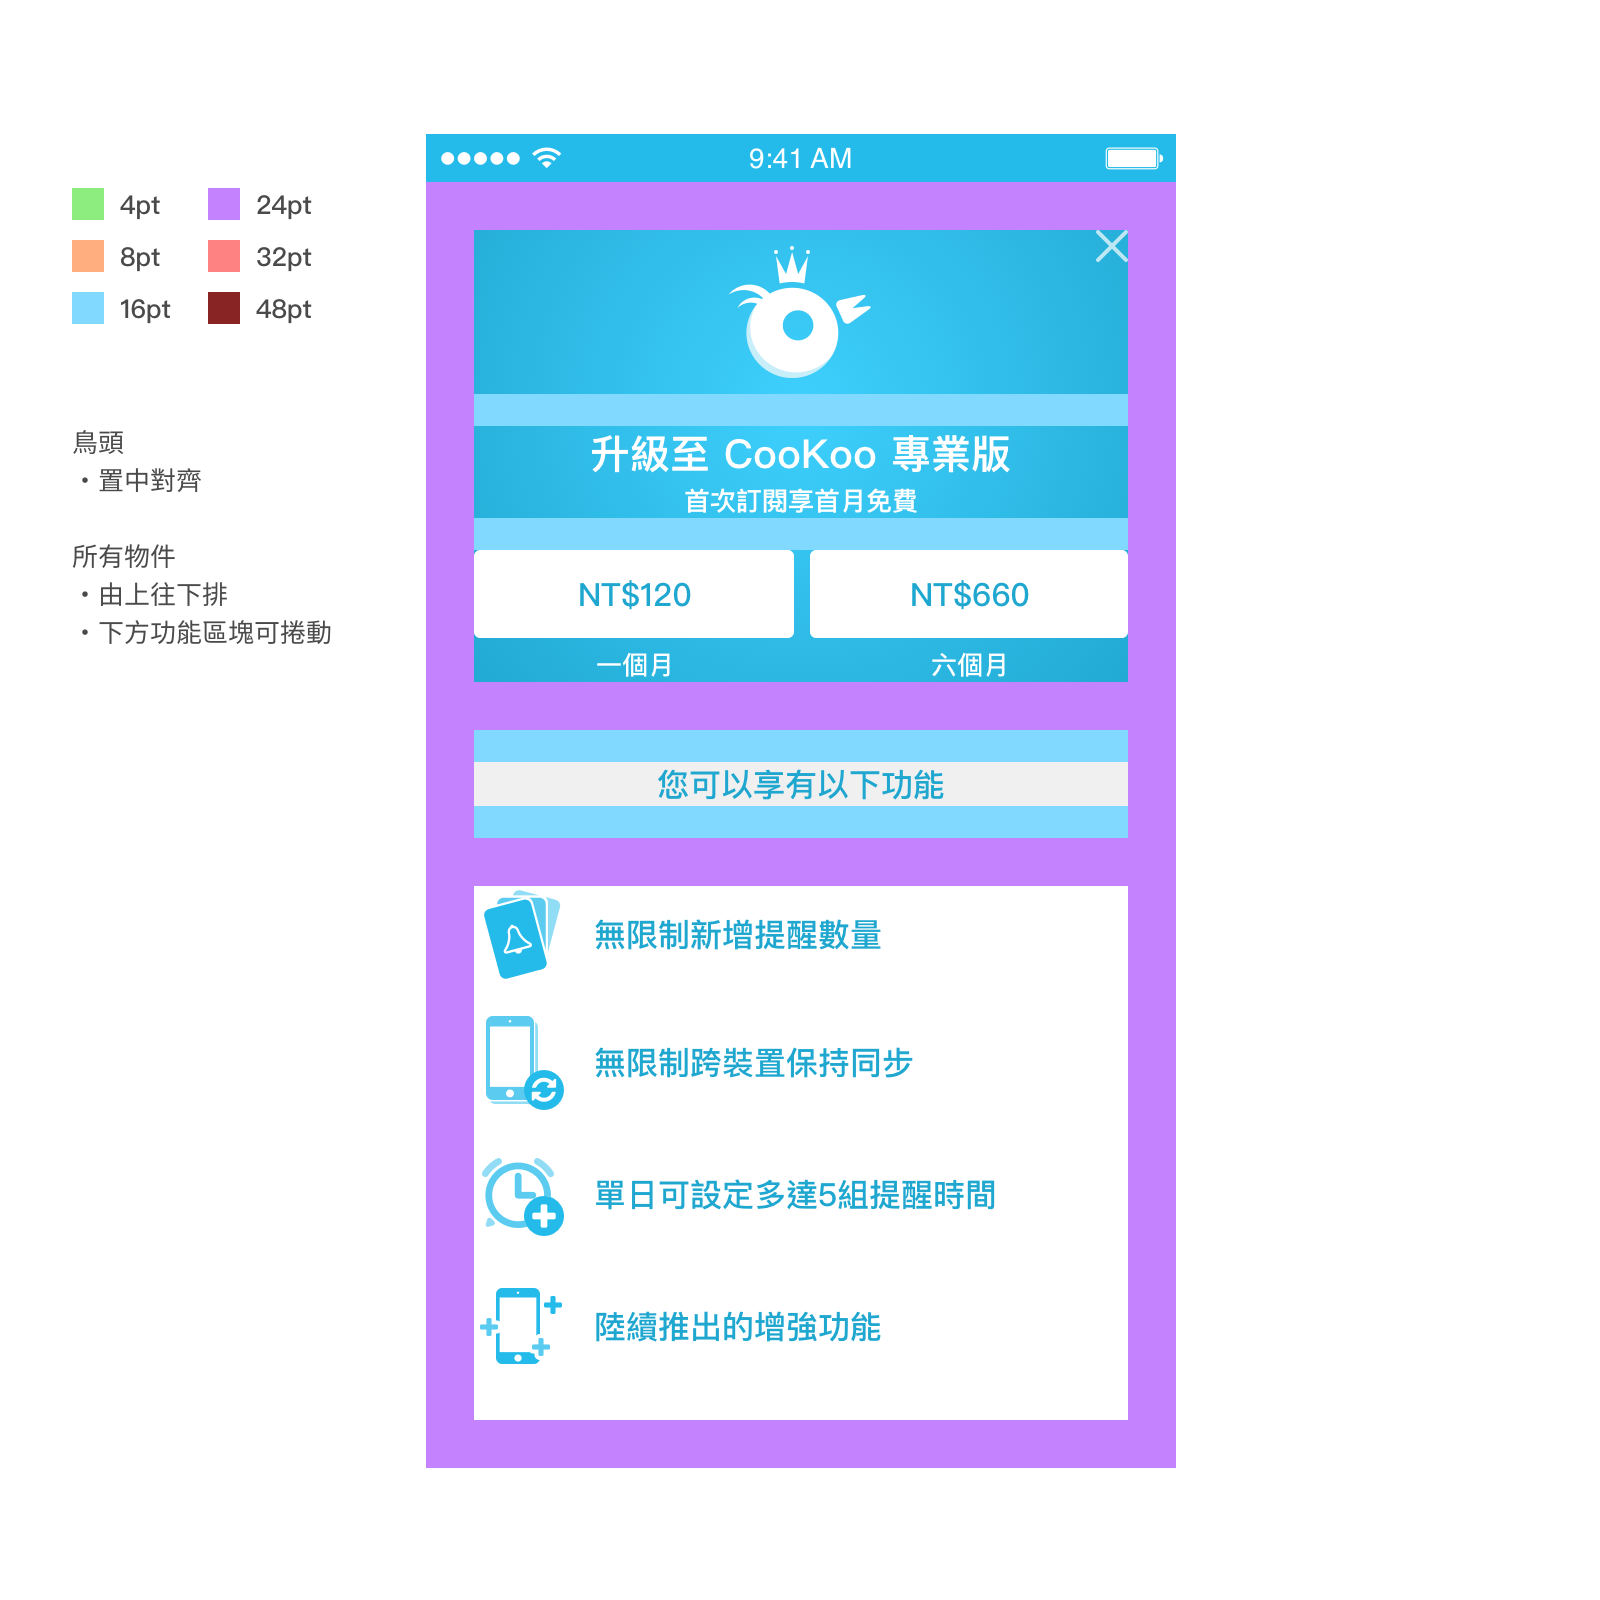 4pt
24pt
8pt
32pt
16pt
48pt
鳥頭
・置中對齊
所有物件
・由上往下排
・下方功能區塊可捲動
9:41 AM
升級至 CooKoo 專業版
首次訂閱享首月免費
NT$120
NT$660
一個月
六個月
您可以享有以下功能
無限制新增提醒數量
無限制跨裝置保持同步
單日可設定多達5組提醒時間
陸續推出的增強功能